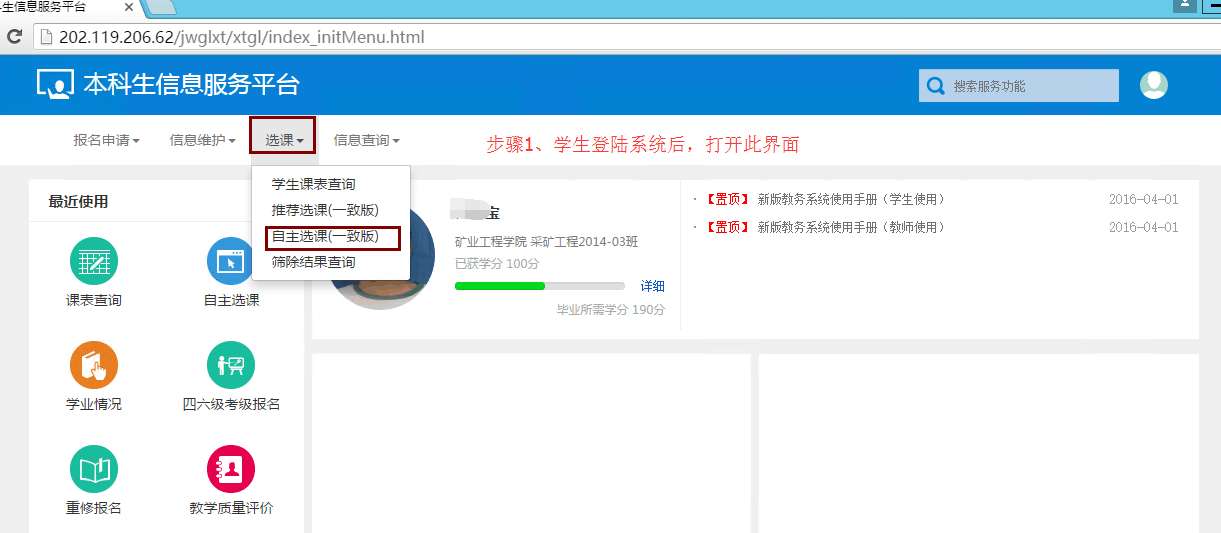 生信息服务平台
202.119.206.62/jwglxt/xtgl/index_initMenu.html
本科生信息服务平台
搜索服务功能
报名申请 信息维护 选课 信息查询
步骤1、学生登陆系统后，打开此界面
学生课表查询
推荐选课(一致版)
自主选课(一致版)
筛除结果查询
最近使用
课表查询
自主选课
学业情况
四六级考级报名
重修报名
教学质量评价
宝
矿业工程学院 采矿工程2014-03班
已获学分 100分
详细
毕业所需学分 190分
·【置顶】 新版教务系统使用手册（学生使用） 2016-04-01
·【置顶】 新版教务系统使用手册（教师使用） 2016-04-01